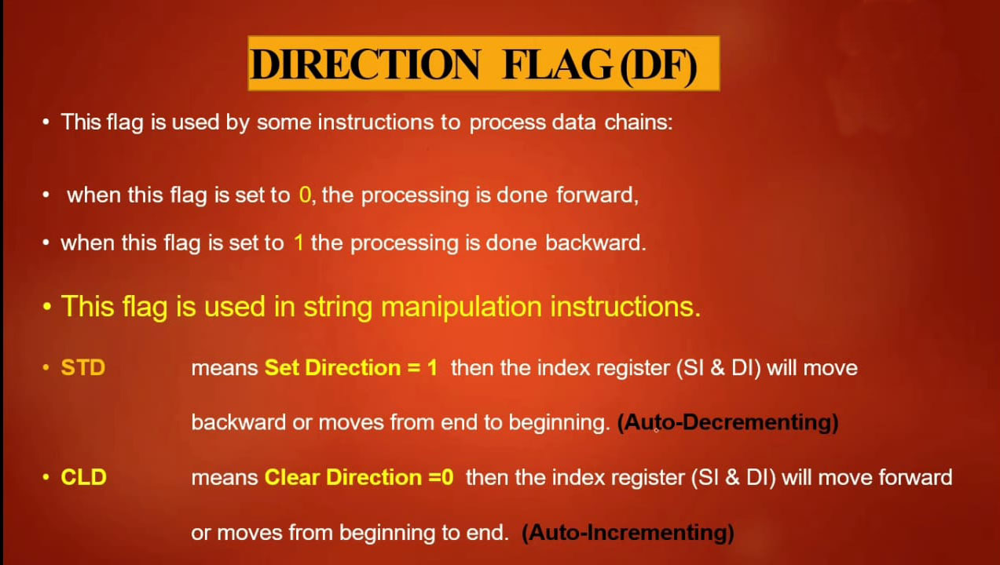 DIRECTION FLAG (DF)
• This flag is used by some instructions to process data chains:
• when this flag is set to 0, the processing is done forward,
• when this flag is set to 1 the processing is done backward.
• This flag is used in string manipulation instructions.
• STD means Set Direction = 1 then the index register (SI & DI) will move
backward or moves from end to beginning. (Auto-Decrementing)
• CLD means Clear Direction =0 then the index register (SI & DI) will move forward
or moves from beginning to end. (Auto-Incrementing)